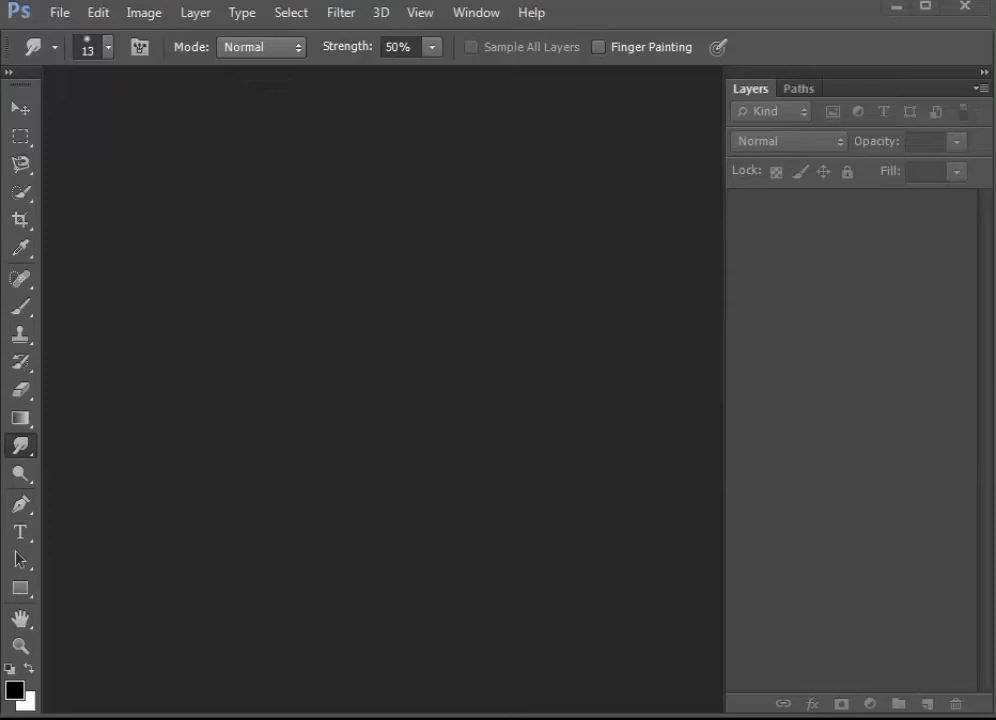 Ps File Edit Image Layer Type Select Filter 3D View Window Help
13 Mode: Normal Strength: 50% Sample All Layers Finger Painting
Layers Paths
Kind T
Normal Opacity:
Lock: Fill:
T
fx